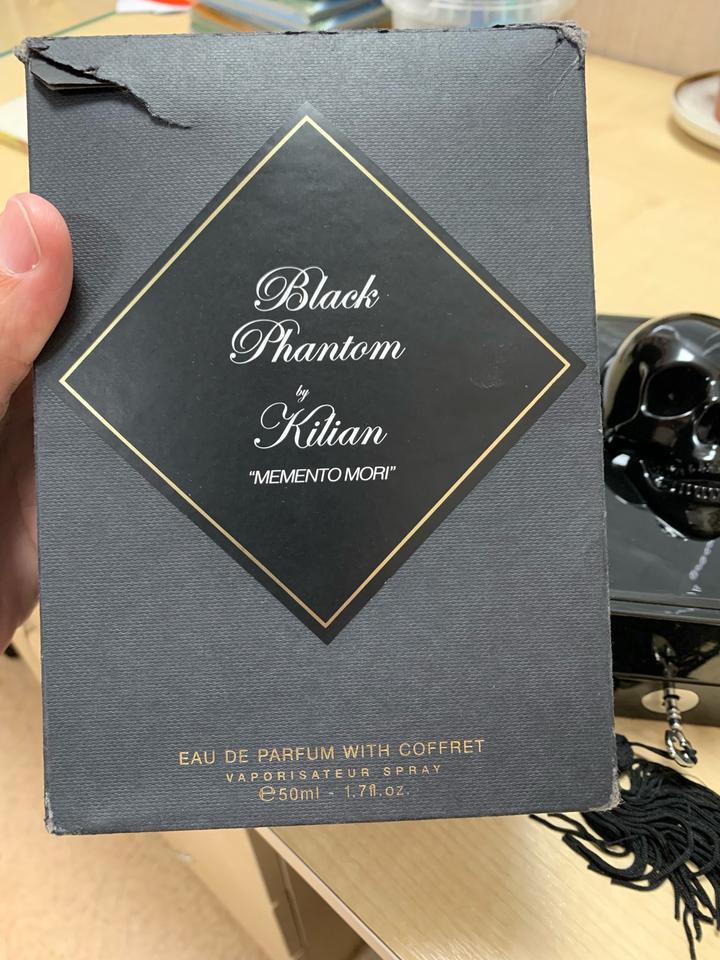 Black
Phantom
by
Kilian
“MEMENTO MORI”
EAU DE PARFUM WITH COFFRET
VAPORISATEUR SPRAY
℮50ml - 1.7fl.oz.